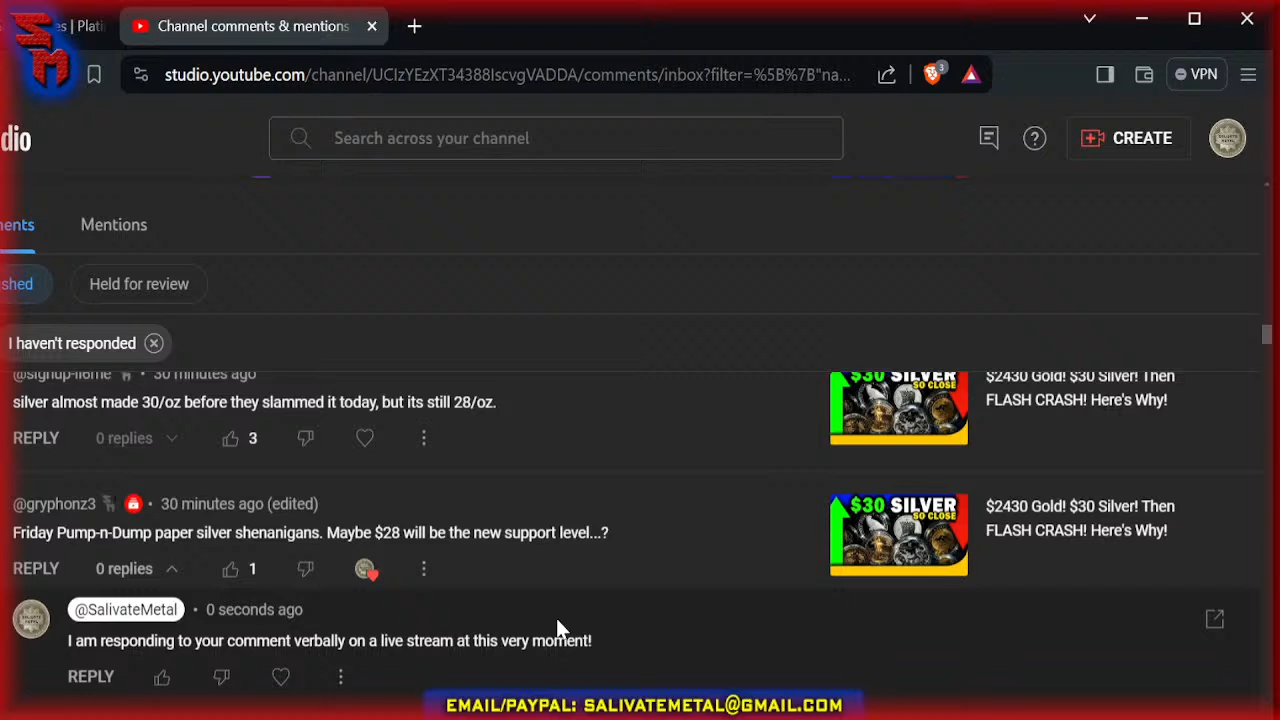 SM
es | Plati
Channel comments & mentions
studio.youtube.com/channel/UCIzYEzXT34388IscvgVADDA/comments/inbox?filter=%5B%7B"na...
3
VPN
dio
Search across your channel
CREATE
ents
Mentions
shed
Held for review
I haven't responded
30 minutes ago
silver almost made 30/oz before they slammed it today, but its still 28/oz.
REPLY 0 replies 3
$30 SILVER
SO CLOSE
$2430 Gold! $30 Silver! Then
FLASH CRASH! Here's Why!
@gryphonz3 • 30 minutes ago (edited)
Friday Pump-n-Dump paper silver shenanigans. Maybe $28 will be the new support level...?
REPLY 0 replies 1
$30 SILVER
SO CLOSE
$2430 Gold! $30 Silver! Then
FLASH CRASH! Here's Why!
@SalivateMetal • 0 seconds ago
I am responding to your comment verbally on a live stream at this very moment!
REPLY
EMAIL/PAYPAL: SALIVATEMETAL@GMAIL.COM